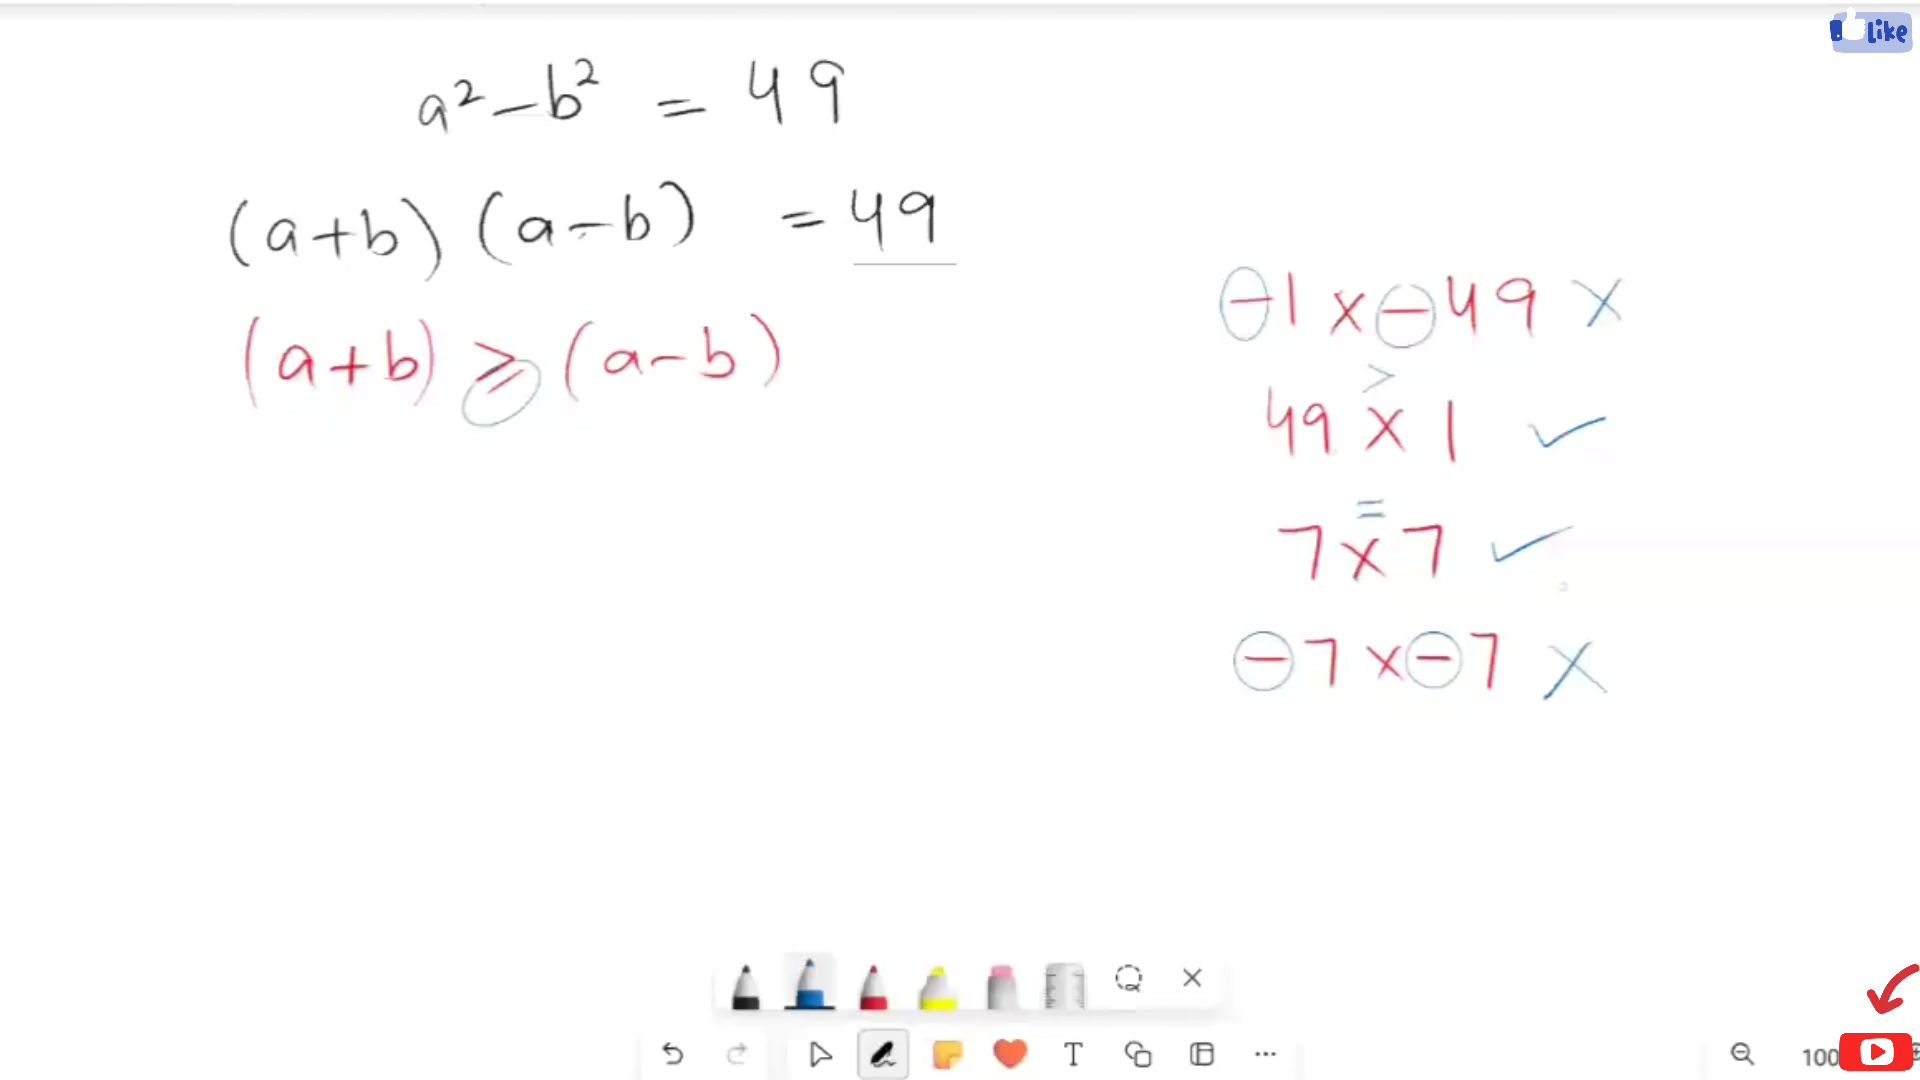 a² - b² = 49
(a+b) (a-b) = 49
(a+b) ≥ (a-b)
-1 x -49 X
>
49 x 1 ✓
=
7 x 7 ✓
-7 x -7 X
Like
T
100